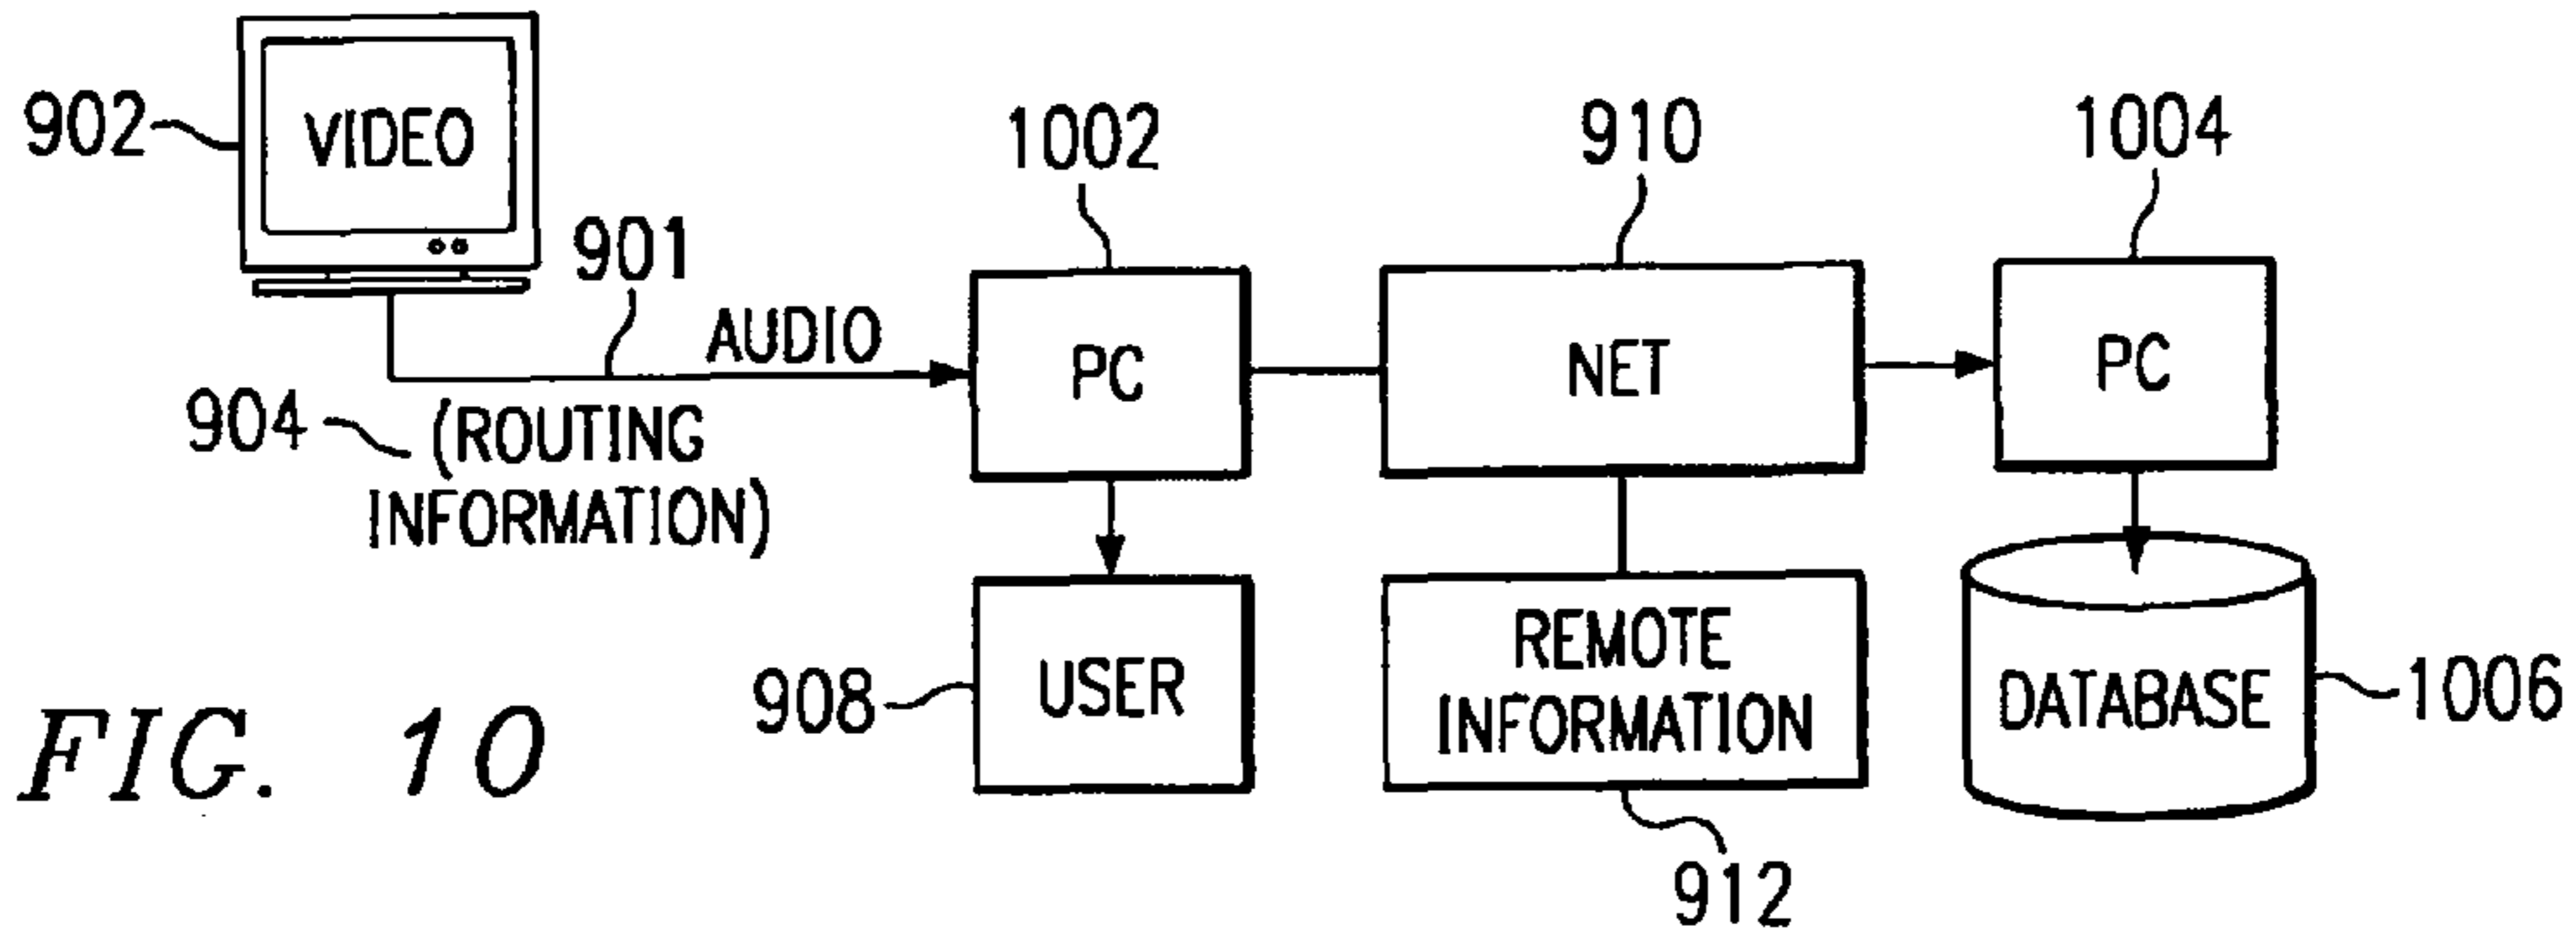 902
VIDEO
901
AUDIO
904
(ROUTING
INFORMATION)
1002
PC
910
NET
1004
PC
908
USER
REMOTE
INFORMATION
912
DATABASE
1006
FIG. 10